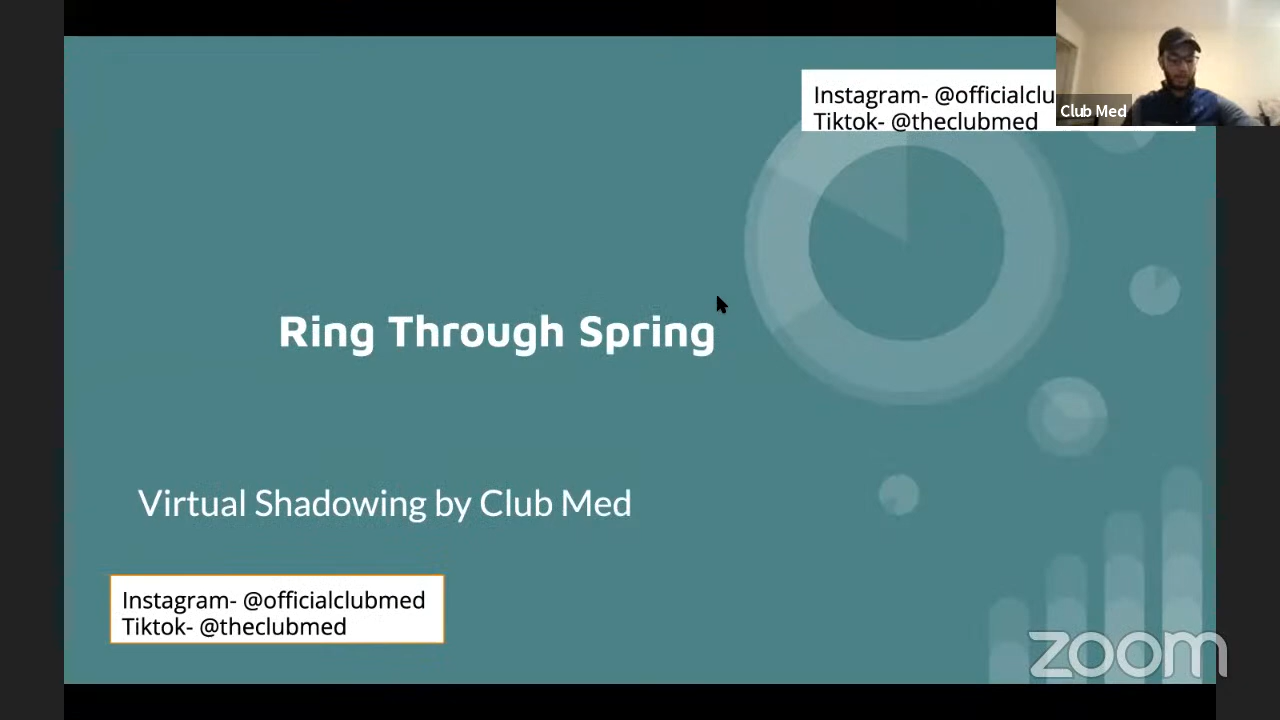 Instagram- @officialclu
Tiktok- @theclubmed
Club Med
Ring Through Spring
Virtual Shadowing by Club Med
Instagram- @officialclubmed
Tiktok- @theclubmed
zoom